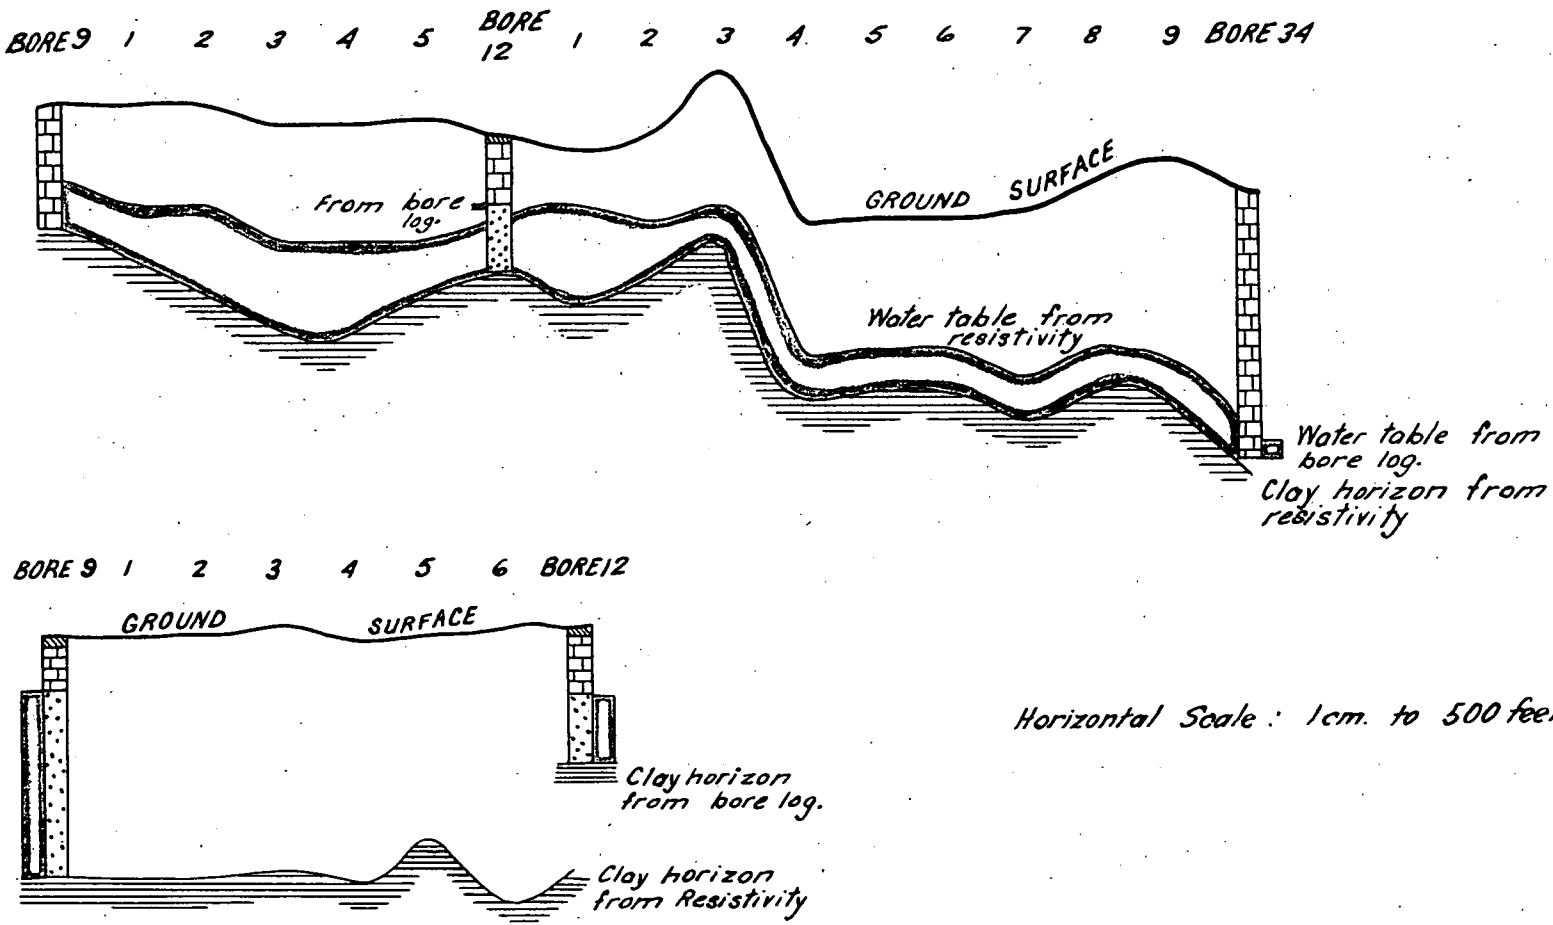 BORE 9 1 2 3 4 5 BORE 12 1 2 3 4. 5 6 7 8 9 BORE 34
From bore
log.
GROUND SURFACE
Water table from
resistivity
Water table from
bore log.
Clay horizon from
resistivity
BORE 9 1 2 3 4 5 6 BORE 12
GROUND SURFACE
Horizontal Scale: 1cm. to 500 fee
Clay horizon
from bore log.
Clay horizon
from Resistivity